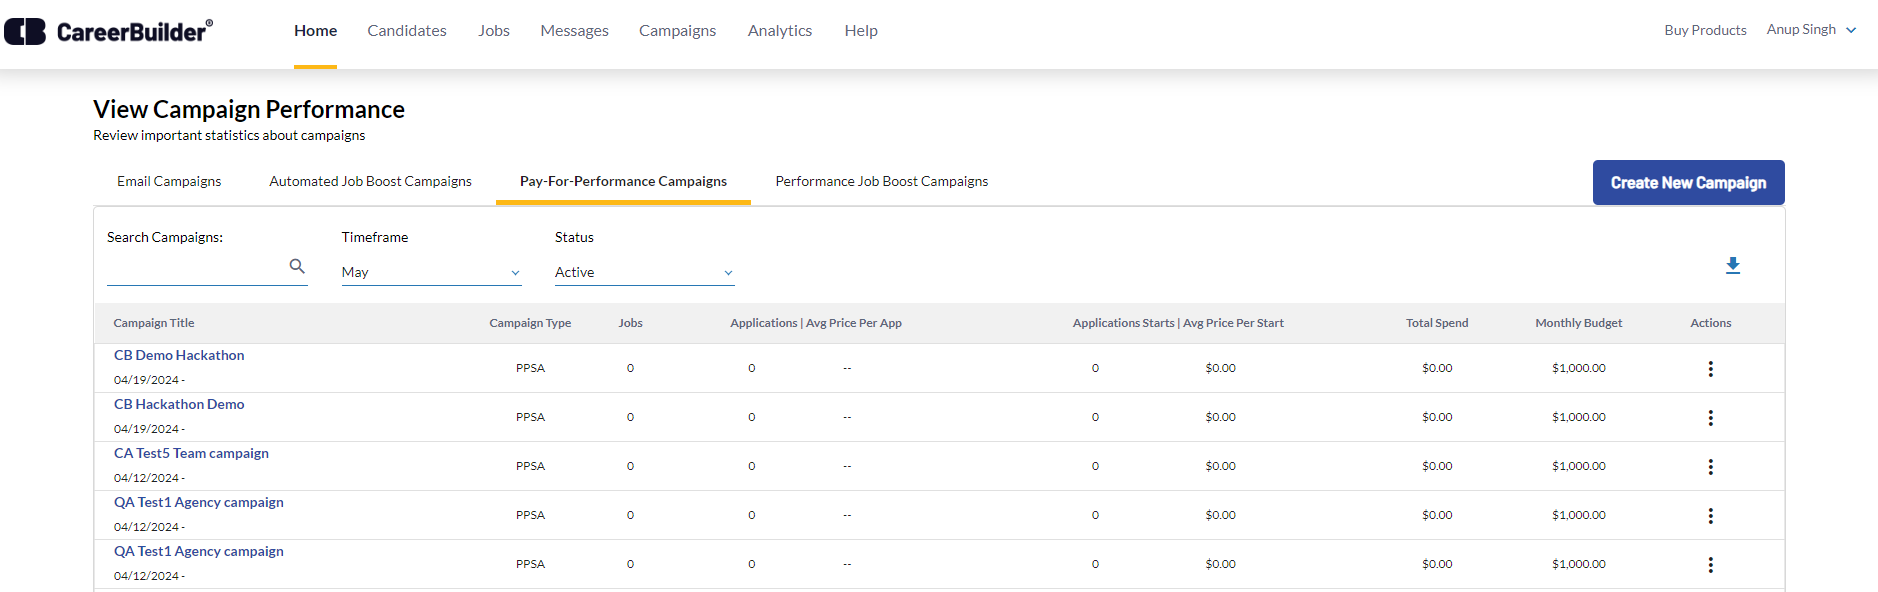 CareerBuilder® Home Candidates Jobs Messages Campaigns Analytics Help Buy Products Anup Singh
View Campaign Performance
Review important statistics about campaigns
Email Campaigns Automated Job Boost Campaigns Pay-For-Performance Campaigns Performance Job Boost Campaigns Create New Campaign
Search Campaigns: Timeframe Status
May Active
Campaign Title Campaign Type Jobs Applications | Avg Price Per App Applications Starts | Avg Price Per Start Total Spend Monthly Budget Actions
CB Demo Hackathon
PPSA 0 0 -- 0 $0.00 $0.00 $1,000.00
04/19/2024 -
CB Hackathon Demo
PPSA 0 0 -- 0 $0.00 $0.00 $1,000.00
04/19/2024 -
CA Test5 Team campaign
PPSA 0 0 -- 0 $0.00 $0.00 $1,000.00
04/12/2024 -
QA Test1 Agency campaign
PPSA 0 0 -- 0 $0.00 $0.00 $1,000.00
04/12/2024 -
QA Test1 Agency campaign
PPSA 0 0 -- 0 $0.00 $0.00 $1,000.00
04/12/2024 -